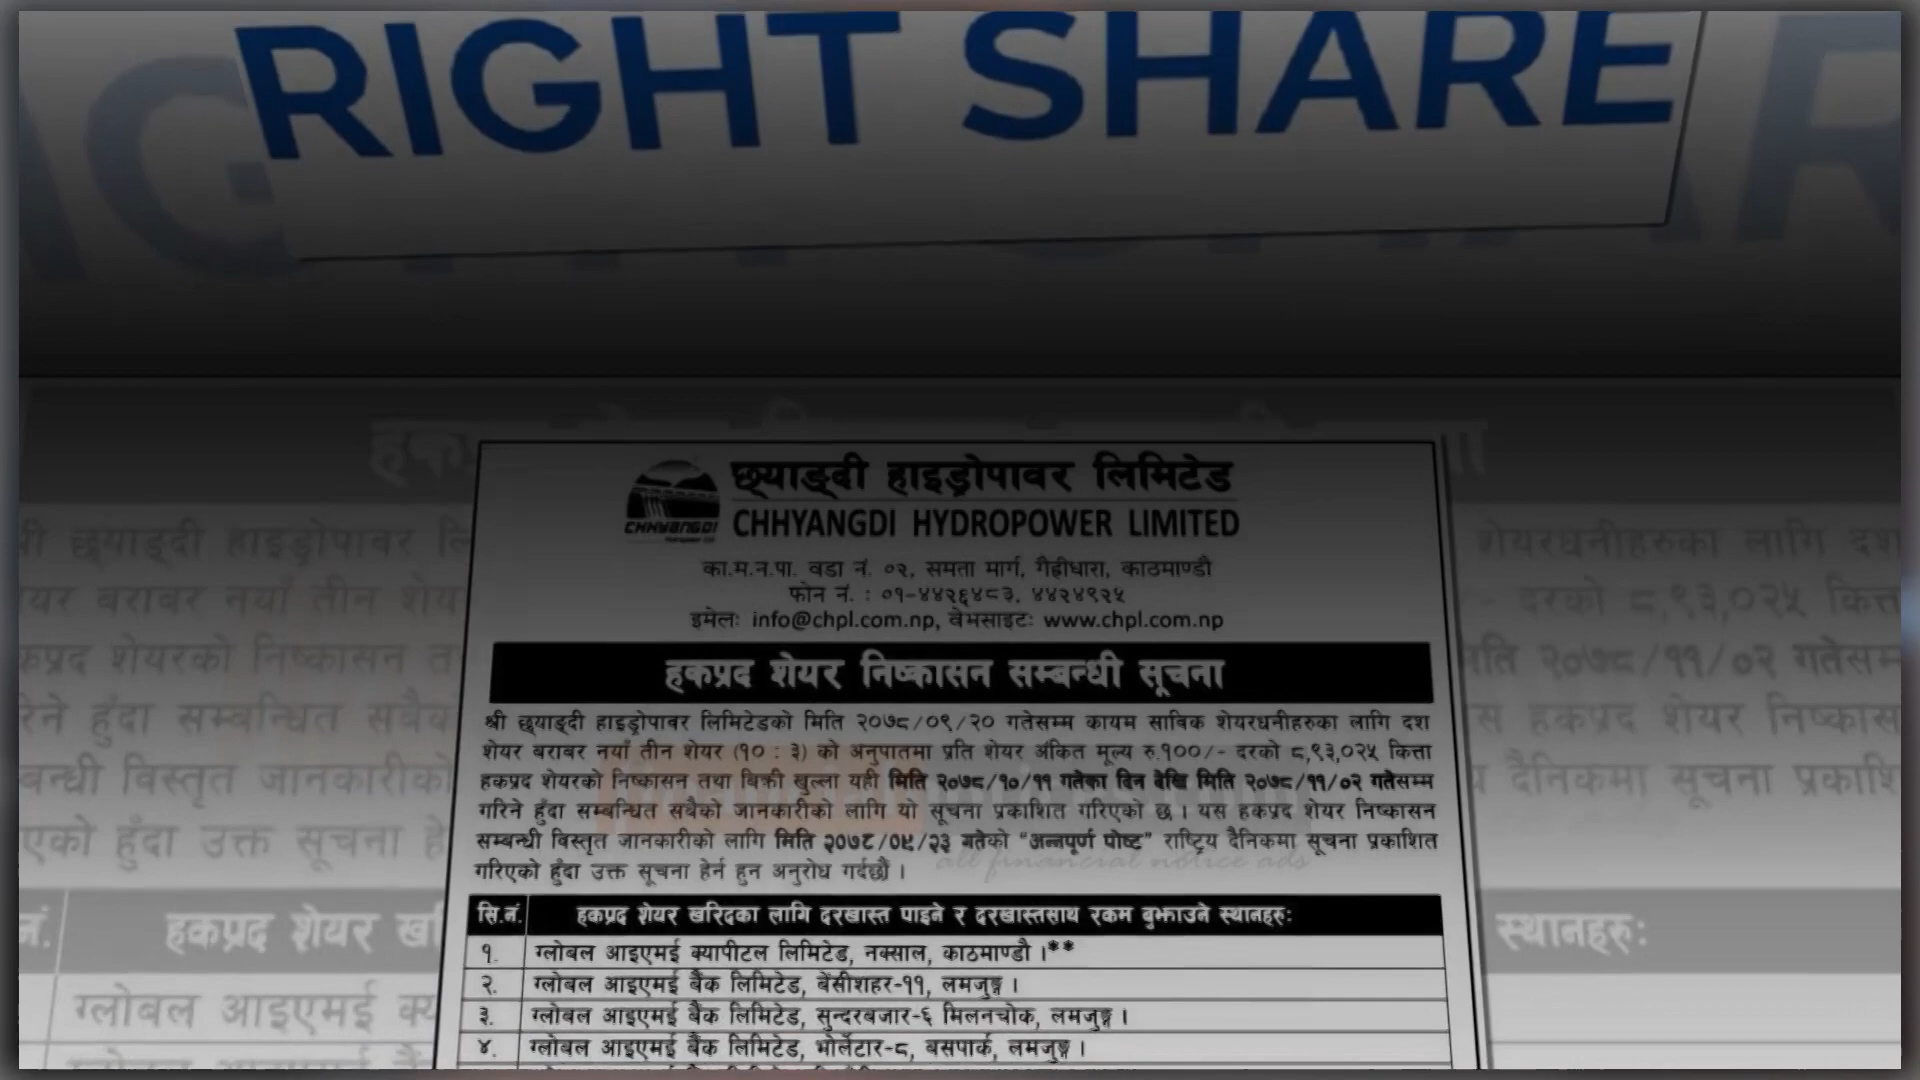 RIGHT SHARE
छ्याङ्दी हाइड्रोपावर लिमिटेड
CHHYANGDI HYDROPOWER LIMITED
CHHYANGDI
का.म.न.पा. वडा नं. ०२, समता मार्ग, गैह्रीधारा, काठमाण्डौ
फोन नं. : ०१-४४२६४८३, ४४२४९२५
इमेलः info@chpl.com.np, वेभसाइटः www.chpl.com.np
हकप्रद शेयर निष्कासन सम्बन्धी सूचना
श्री छ्याङ्दी हाइड्रोपावर लिमिटेडको मिति २०७८/०९/२० गतेसम्म कायम साविक शेयरधनीहरुका लागि दश
शेयर बराबर नयाँ तीन शेयर (१० : ३) को अनुपातमा प्रति शेयर अंकित मूल्य रु.१००/- दरको ८,९३,०२५ कित्ता
हकप्रद शेयरको निष्कासन तथा बिक्री खुल्ला यही मिति २०७८/१०/११ गतेका दिन देखि मिति २०७८/११/०२ गतेसम्म
गरिने हुँदा सम्बन्धित सबैको जानकारीको लागि यो सूचना प्रकाशित गरिएको छ । यस हकप्रद शेयर निष्कासन
सम्बन्धी विस्तृत जानकारीको लागि मिति २०७८/०९/२३ गतेको "अन्नपूर्ण पोष्ट" राष्ट्रिय दैनिकमा सूचना प्रकाशित
गरिएको हुँदा उक्त सूचना हेर्न हुन अनुरोध गर्दछौं ।
all financial notice ads
सि.नं. हकप्रद शेयर खरिदका लागि दरखास्त पाइने र दरखास्तसाथ रकम बुझाउने स्थानहरुः
१. ग्लोबल आइएमई क्यापीटल लिमिटेड, नक्साल, काठमाण्डौ ।**
२. ग्लोबल आइएमई बैंक लिमिटेड, बेंसीशहर-११, लमजुङ्ग ।
३. ग्लोबल आइएमई बैंक लिमिटेड, सुन्दरबजार-६ मिलनचोक, लमजुङ्ग ।
४. ग्लोबल आइएमई बैंक लिमिटेड, भोर्लेटार-८, बसपार्क, लमजुङ्ग ।